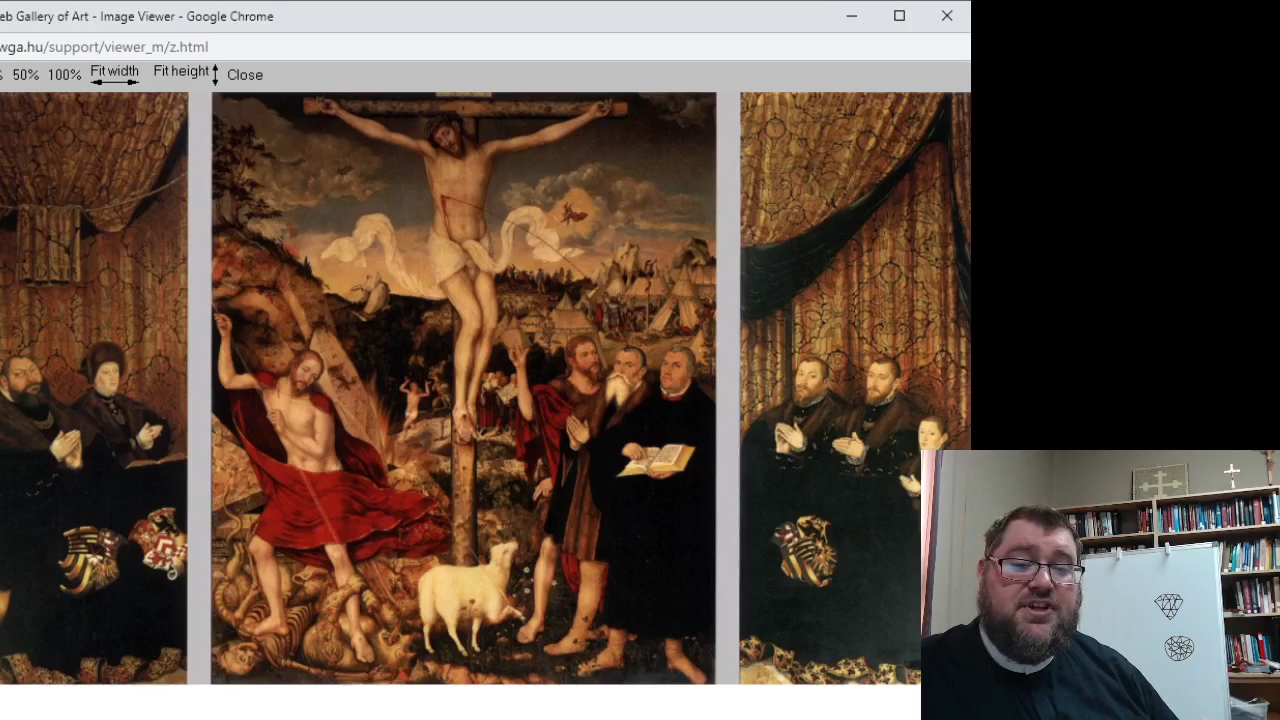 eb Gallery of Art - Image Viewer - Google Chrome
wga.hu/support/viewer_m/z.html
% 50% 100% Fit width Fit height Close